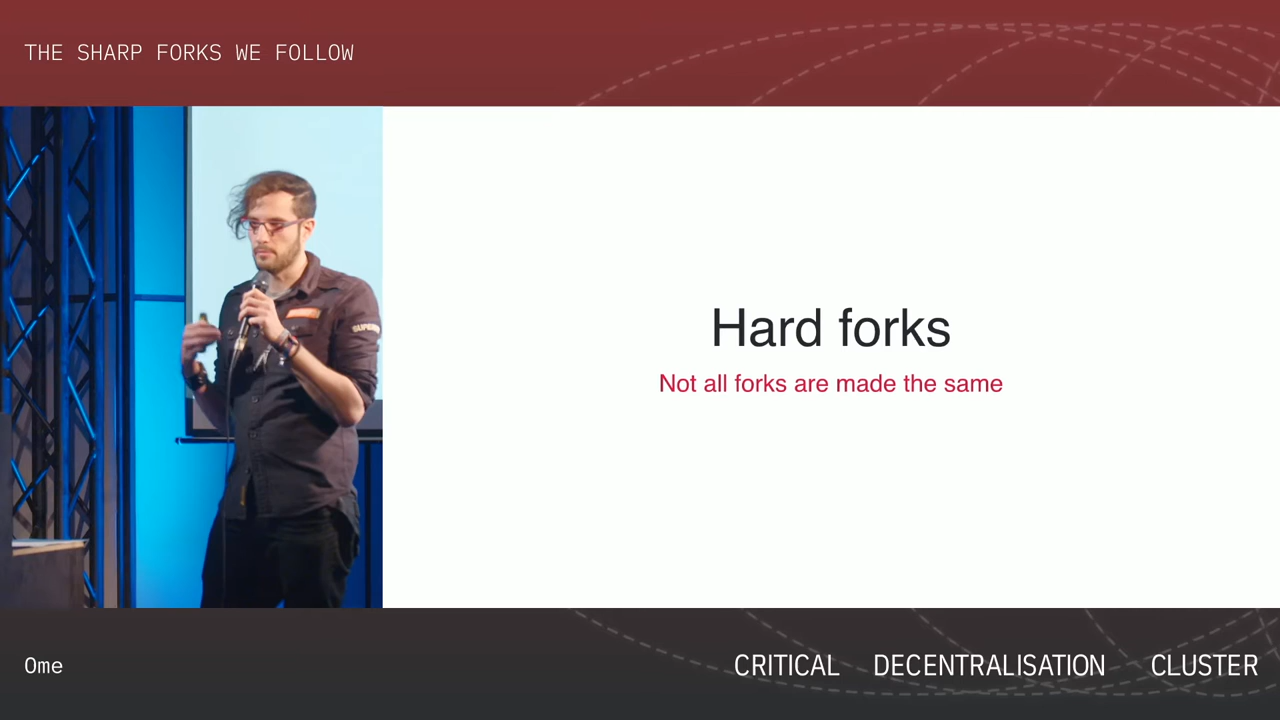 THE SHARP FORKS WE FOLLOW
Hard forks
Not all forks are made the same
Ome
CRITICAL DECENTRALISATION CLUSTER